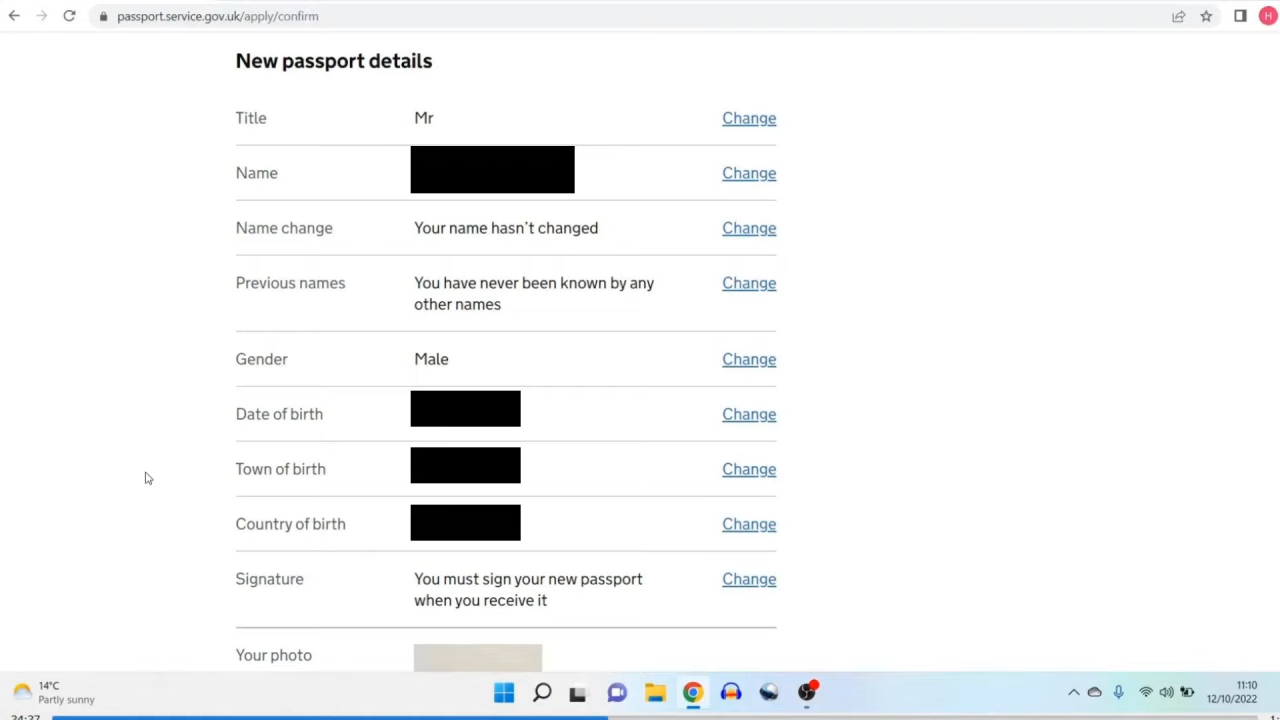 passport.service.gov.uk/apply/confirm
H
New passport details
Title Mr Change
Name Change
Name change Your name hasn't changed Change
Previous names You have never been known by any Change
other names
Gender Male Change
Date of birth Change
Town of birth Change
Country of birth Change
Signature You must sign your new passport Change
when you receive it
Your photo
14°C
Partly sunny
11:10
12/10/2022